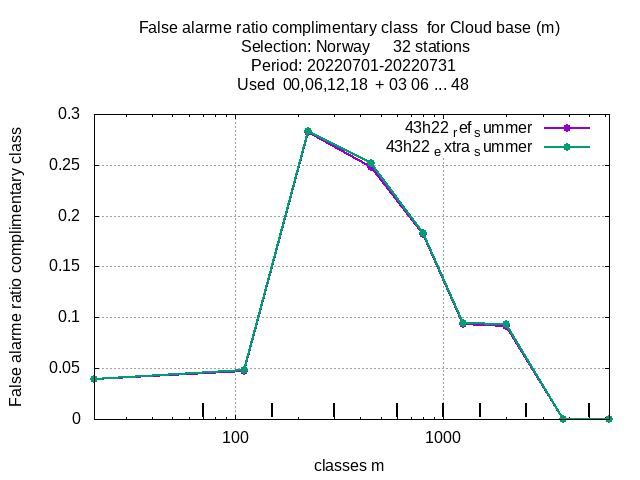 False alarme ratio complimentary class  for Cloud base (m)
Selection: Norway     32 stations
Period: 20220701-20220731
Used  00,06,12,18  + 03 06 ... 48
43h22 ref summer
43h22 extra summer
False alarme ratio complimentary class
0.3
0.25
0.2
0.15
0.1
0.05
0
100
1000
classes m